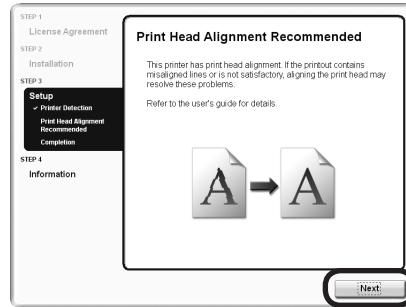 STEP 1
License Agreement
STEP 2
Installation
STEP 3
Setup
✓ Printer Detection
Print Head Alignment
Recommended
Completion
STEP 4
Information
Print Head Alignment Recommended
This printer has print head alignment. If the printout contains
misaligned lines or is not satisfactory, aligning the print head may
resolve these problems.
Refer to the user's guide for details.
A A
Next